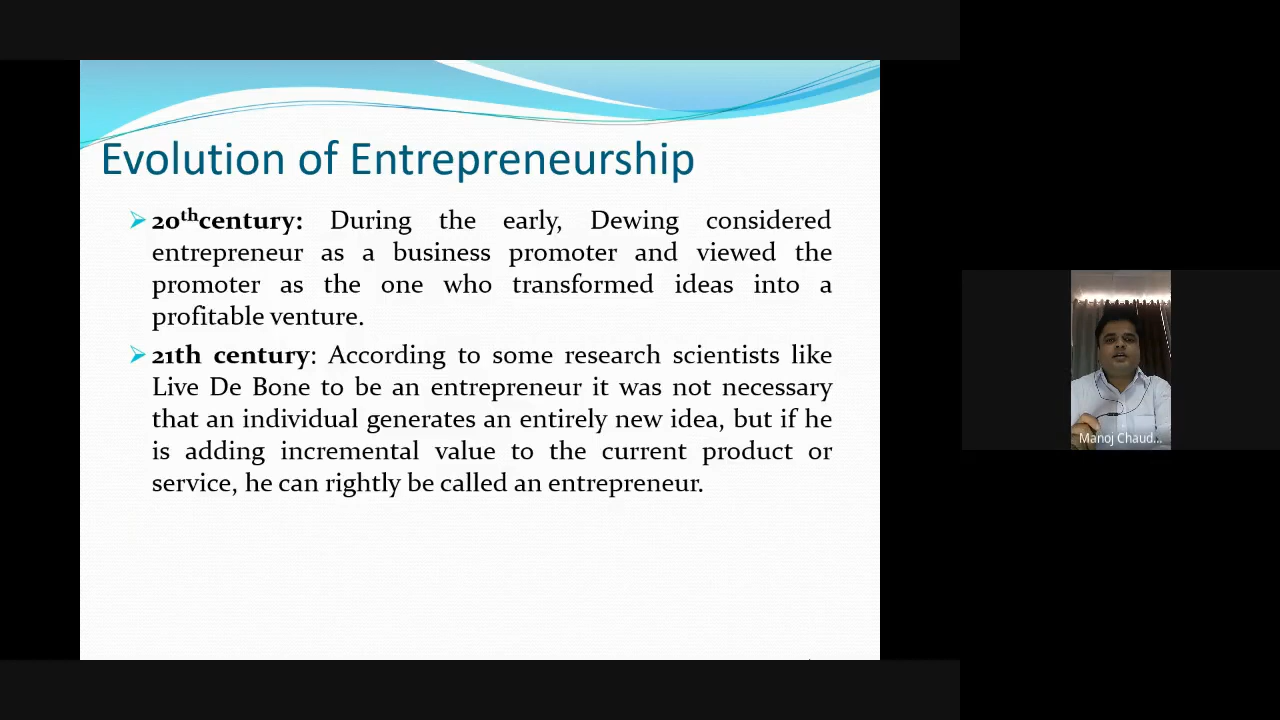 Evolution of Entrepreneurship
20thcentury: During the early, Dewing considered
entrepreneur as a business promoter and viewed the
promoter as the one who transformed ideas into a
profitable venture.
21th century: According to some research scientists like
Live De Bone to be an entrepreneur it was not necessary
that an individual generates an entirely new idea, but if he
is adding incremental value to the current product or
service, he can rightly be called an entrepreneur.
Manoj Chaud...